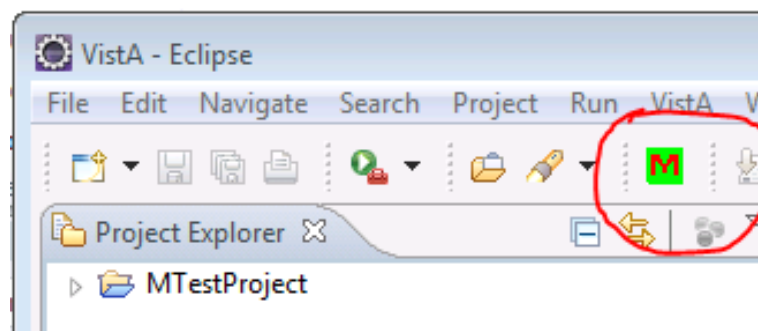 VistA - Eclipse
File Edit Navigate Search Project Run VistA
M
Project Explorer
MTestProject